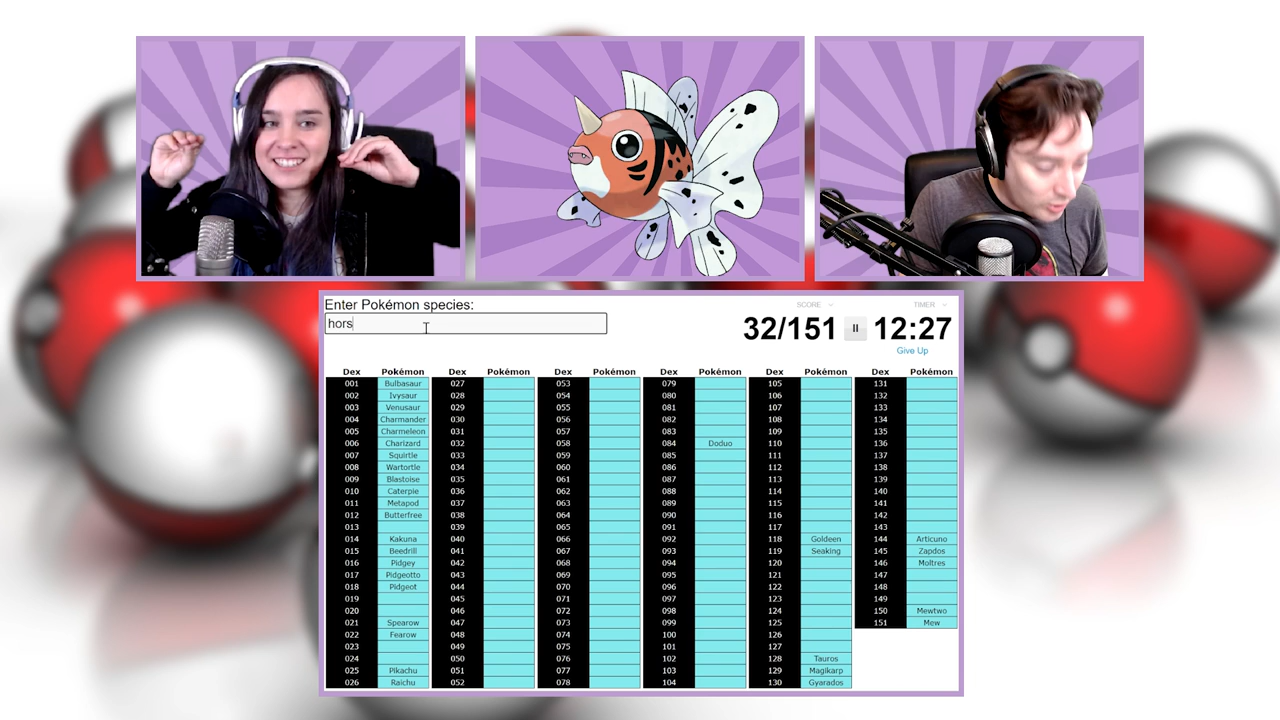 Enter Pokémon species:
SCORE
TIMER
hors
32/151
12:27
Give Up
Dex Pokémon Dex Pokémon Dex Pokémon Dex Pokémon Dex Pokémon Dex Pokémon
001 Bulbasaur 027 053 079 105 131
002 Ivysaur 028 054 080 106 132
003 Venusaur 029 055 081 107 133
004 Charmander 030 056 082 108 134
005 Charmeleon 031 057 083 109 135
006 Charizard 032 058 084 Doduo 110 136
007 Squirtle 033 059 085 111 137
008 Wartortle 034 060 086 112 138
009 Blastoise 035 061 087 113 139
010 Caterpie 036 062 088 114 140
011 Metapod 037 063 089 115 141
012 Butterfree 038 064 090 116 142
013 039 065 091 117 143
014 Kakuna 040 066 092 118 Goldeen 144 Articuno
015 Beedrill 041 067 093 119 Seaking 145 Zapdos
016 Pidgey 042 068 094 120 146 Moltres
017 Pidgeotto 043 069 095 121 147
018 Pidgeot 044 070 096 122 148
019 045 071 097 123 149
020 046 072 098 124 150 Mewtwo
021 Spearow 047 073 099 125 151 Mew
022 Fearow 048 074 100 126
023 049 075 101 127
024 050 076 102 128 Tauros
025 Pikachu 051 077 103 129 Magikarp
026 Raichu 052 078 104 130 Gyarados